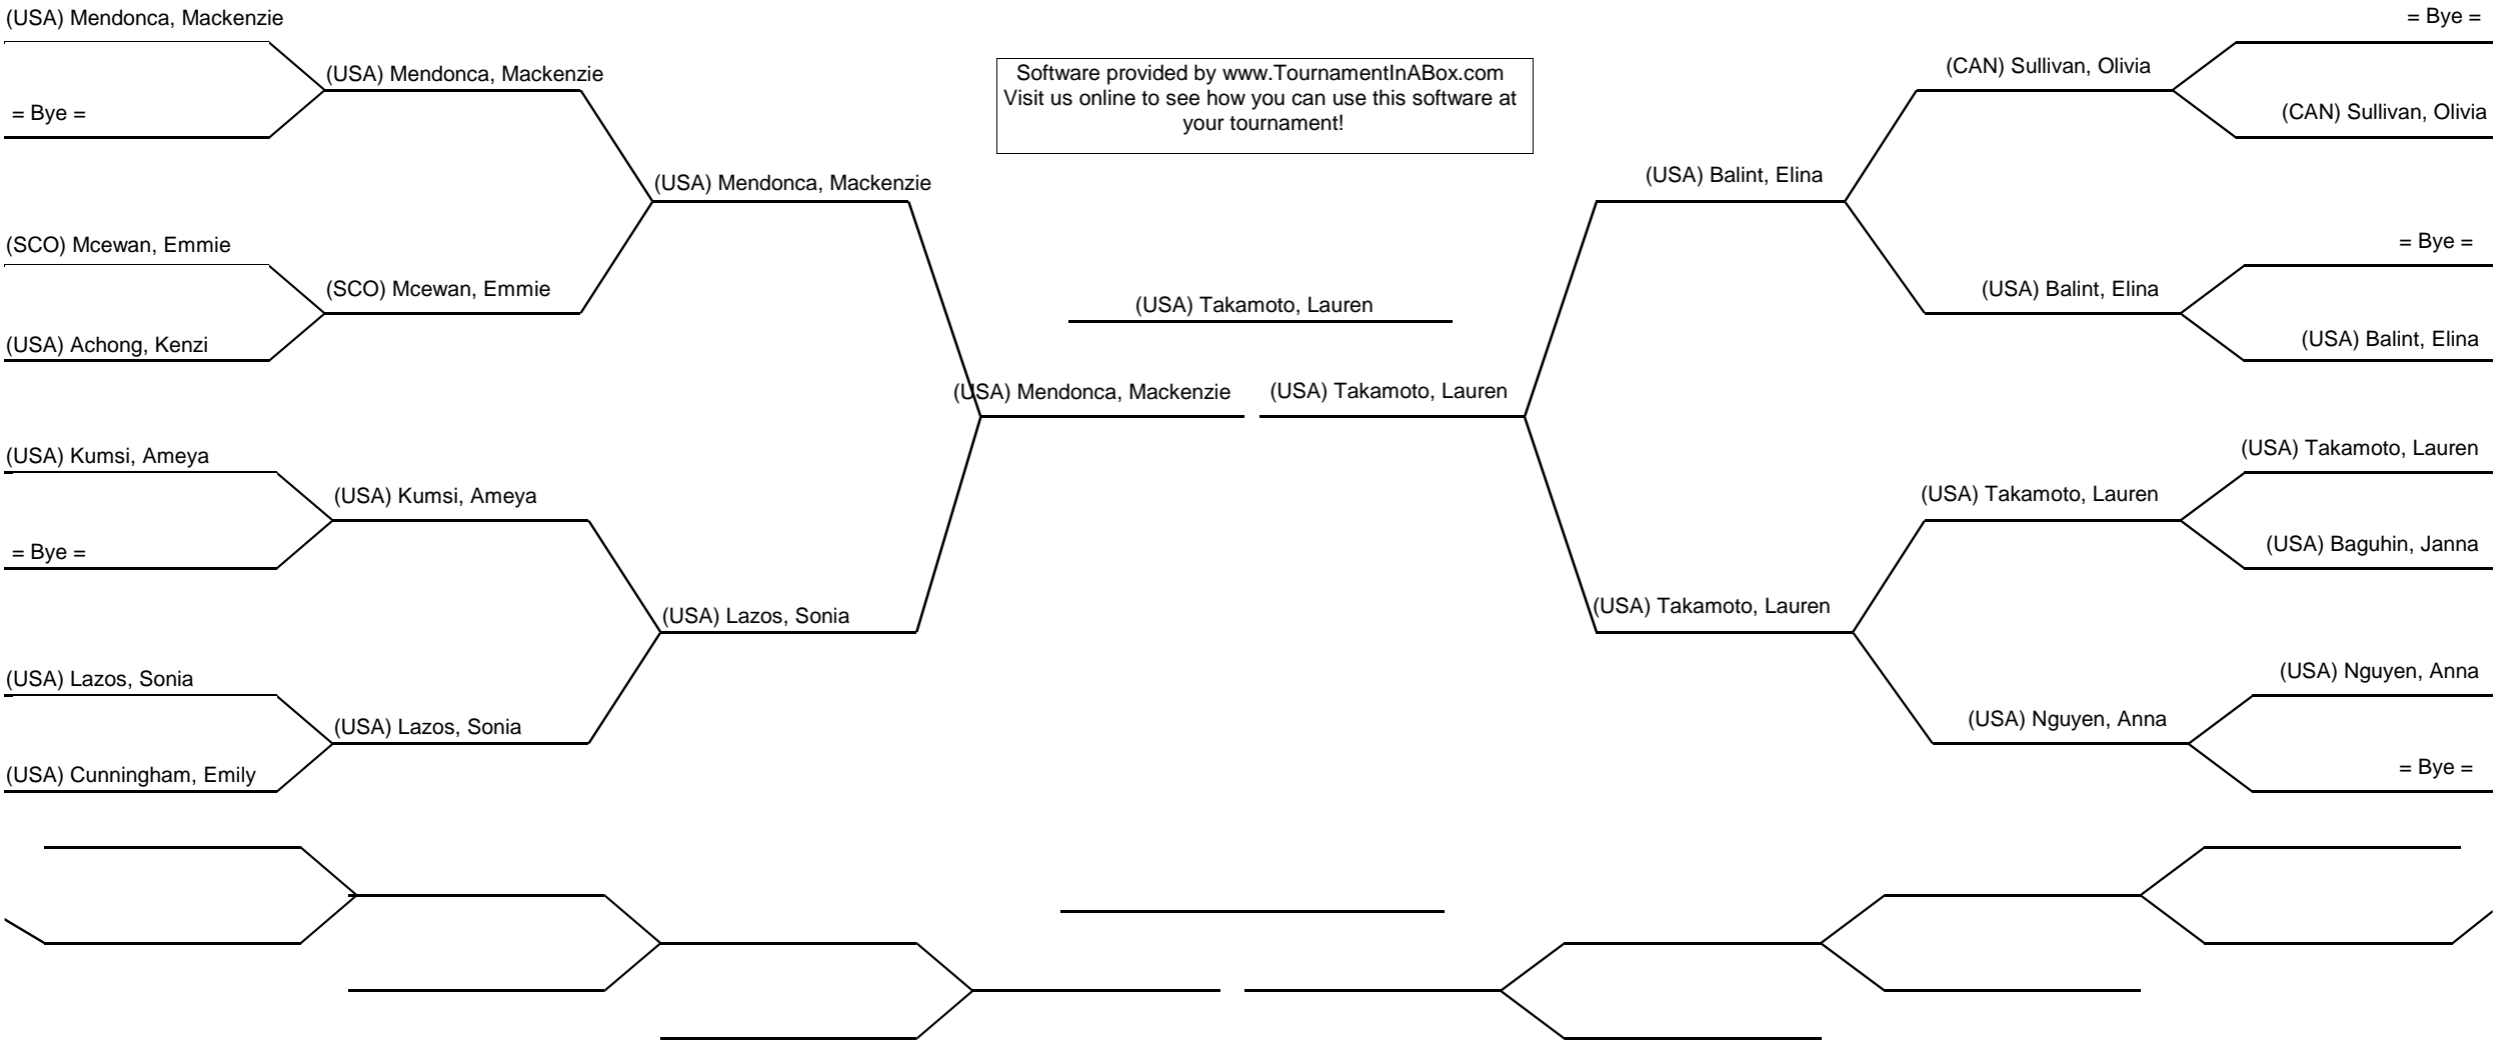 (USA) Mendonca, Mackenzie
= Bye =
(USA) Mendonca, Mackenzie
(SCO) Mcewan, Emmie
(USA) Achong, Kenzi
(SCO) Mcewan, Emmie
(USA) Mendonca, Mackenzie
(USA) Kumsi, Ameya
= Bye =
(USA) Kumsi, Ameya
(USA) Lazos, Sonia
(USA) Cunningham, Emily
(USA) Lazos, Sonia
(USA) Lazos, Sonia
(USA) Mendonca, Mackenzie
Software provided by www.TournamentInABox.com
Visit us online to see how you can use this software at
your tournament!
(USA) Takamoto, Lauren
(USA) Takamoto, Lauren
(USA) Balint, Elina
(CAN) Sullivan, Olivia
= Bye =
(CAN) Sullivan, Olivia
(USA) Balint, Elina
= Bye =
(USA) Balint, Elina
(USA) Takamoto, Lauren
(USA) Takamoto, Lauren
(USA) Takamoto, Lauren
(USA) Baguhin, Janna
(USA) Nguyen, Anna
(USA) Nguyen, Anna
= Bye =